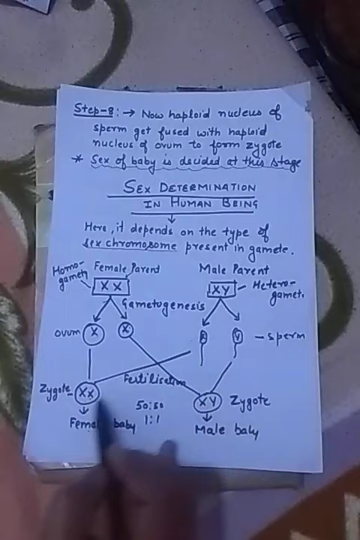 Step-8: → Now haploid nucleus of
sperm get fused with haploid
nucleus of ovum to form zygote
* Sex of baby is decided at this stage
SEX DETERMINATION
IN HUMAN BEING
↓
Here, it depends on the type of
sex chromosome present in gamete.
Homo-
gametic Female Parent Male Parent
XX XY Hetero-
gamet.
Gametogenesis
ovum X X X Y - sperm
Fertilisation
Zygote XX 50:50 XY Zygote
Female baby 1:1 Male baby